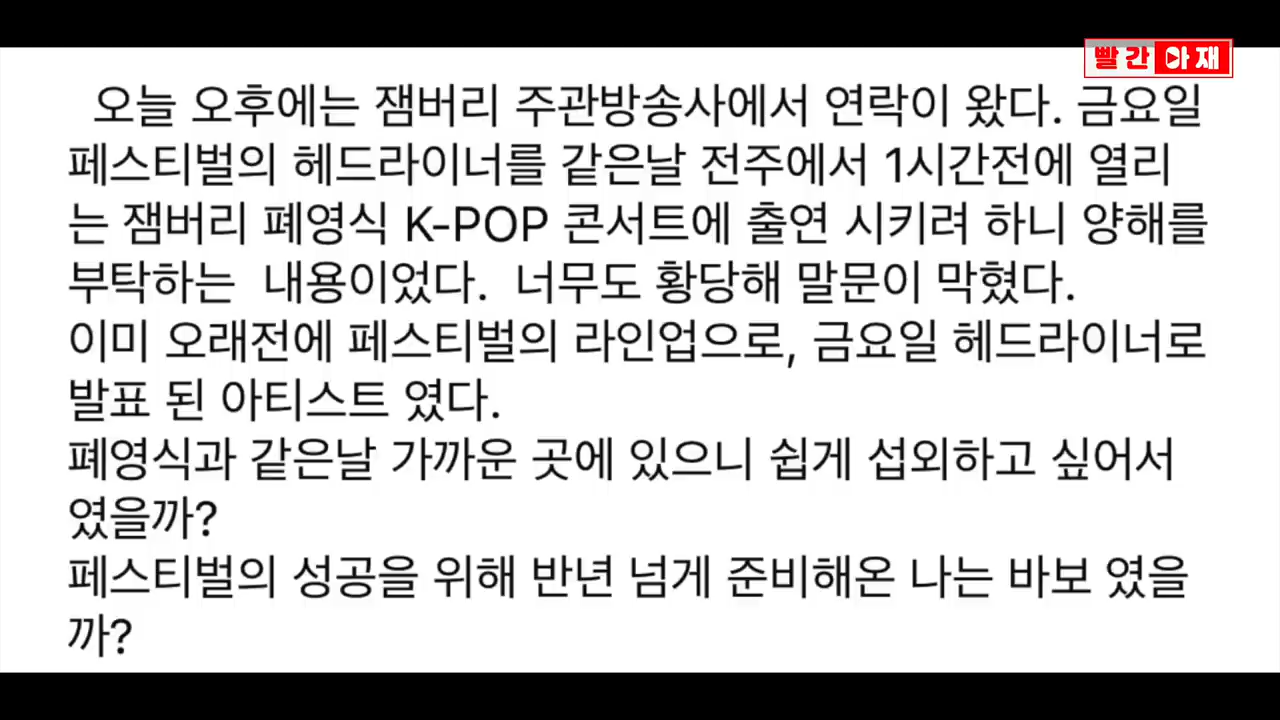 빨간아재
오늘 오후에는 잼버리 주관방송사에서 연락이 왔다. 금요일
페스티벌의 헤드라이너를 같은날 전주에서 1시간전에 열리
는 잼버리 폐영식 K-POP 콘서트에 출연 시키려 하니 양해를
부탁하는 내용이었다. 너무도 황당해 말문이 막혔다.
이미 오래전에 페스티벌의 라인업으로, 금요일 헤드라이너로
발표 된 아티스트 였다.
폐영식과 같은날 가까운 곳에 있으니 쉽게 섭외하고 싶어서
였을까?
페스티벌의 성공을 위해 반년 넘게 준비해온 나는 바보 였을
까?